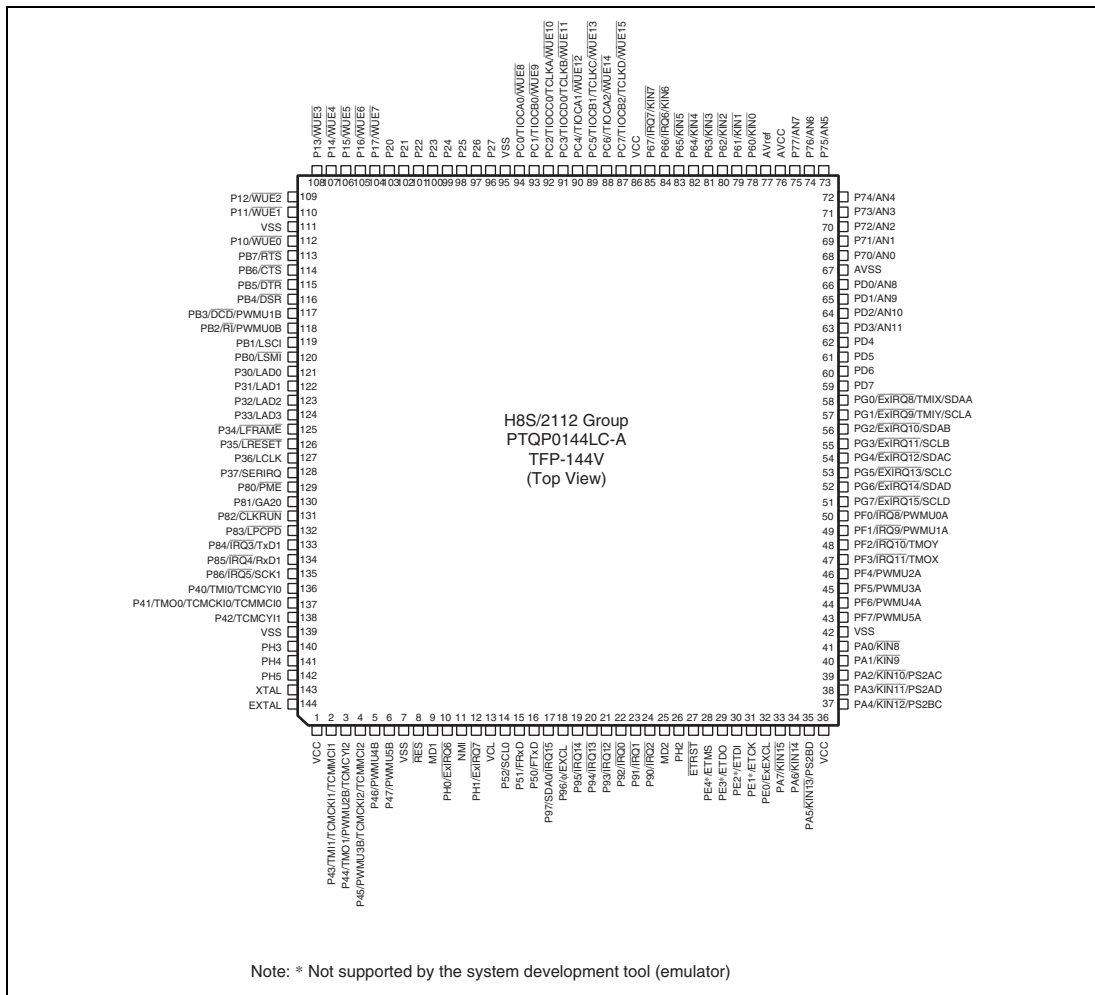 P13/WUE3
P14/WUE4
P15/WUE5
P16/WUE6
P17/WUE7
P20
P21
P22
P23
P24
P25
P26
P27
VSS
PC0/TIOCA0/WUE8
PC1/TIOCB0/WUE9
PC2/TIOCC0/TCLKA/WUE10
PC3/TIOCD0/TCLKB/WUE11
PC4//TIOCA1/WUE12
PC5/TIOCB1/TCLKC/WUE13
PC6//TIOCA2/WUE14
PC7/TIOCB2/TCLKD/WUE15
VCC
P67/IRQ7/KIN7
P66/IRQ6/KIN6
P65/KIN5
P64/KIN4
P63/KIN3
P62/KIN2
P61/KIN1
P60/KIN0
AVref
AVCC
P77/AN7
P76/AN6
P75/AN5
108 107 106 105 104 103 102 101 100 99 98 97 96 95 94 93 92 91 90 89 88 87 86 85 84 83 82 81 80 79 78 77 76 75 74 73
P12/WUE2 109
P11/WUE1 110
VSS 111
P10/WUE0 112
PB7/RTS 113
PB6/CTS 114
PB5/DTR 115
PB4/DSR 116
PB3/DCD/PWMU1B 117
PB2/RI/PWMU0B 118
PB1/LSCI 119
PB0/LSMI 120
P30/LAD0 121
P31/LAD1 122
P32/LAD2 123
P33/LAD3 124
P34/LFRAME 125
P35/LRESET 126
P36/LCLK 127
P37/SERIRQ 128
P80/PME 129
P81/GA20 130
P82/CLKRUN 131
P83/LPCPD 132
P84/IRQ3/TxD1 133
P85/IRQ4/RxD1 134
P86/IRQ5/SCK1 135
P40/TMI0/TCMCYI0 136
P41/TMO0/TCMCKI0/TCMMCI0 137
P42/TCMCYI1 138
VSS 139
PH3 140
PH4 141
PH5 142
XTAL 143
EXTAL 144
H8S/2112 Group
PTQP0144LC-A
TFP-144V
(Top View)
72 P74/AN4
71 P73/AN3
70 P72/AN2
69 P71/AN1
68 P70/AN0
67 AVSS
66 PD0/AN8
65 PD1/AN9
64 PD2/AN10
63 PD3/AN11
62 PD4
61 PD5
60 PD6
59 PD7
58 PG0/ExIRQ8/TMIX/SDAA
57 PG1/ExIRQ9/TMIY/SCLA
56 PG2/ExIRQ10/SDAB
55 PG3/ExIRQ11/SCLB
54 PG4/ExIRQ12/SDAC
53 PG5/EXIRQ13/SCLC
52 PG6/ExIRQ14/SDAD
51 PG7/ExIRQ15/SCLD
50 PF0/IRQ8/PWMU0A
49 PF1/IRQ9/PWMU1A
48 PF2/IRQ10/TMOY
47 PF3/IRQ11/TMOX
46 PF4/PWMU2A
45 PF5/PWMU3A
44 PF6/PWMU4A
43 PF7/PWMU5A
42 VSS
41 PA0/KIN8
40 PA1/KIN9
39 PA2/KIN10/PS2AC
38 PA3/KIN11/PS2AD
37 PA4/KIN12/PS2BC
1 2 3 4 5 6 7 8 9 10 11 12 13 14 15 16 17 18 19 20 21 22 23 24 25 26 27 28 29 30 31 32 33 34 35 36
VCC
P43/TMI1/TCMCKI1/TCMMCI1
P44/TMO1/PWMU2B/TCMCYI2
P45/PWMU3B/TCMCKI2/TCMMCI2
P46/PWMU4B
P47/PWMU5B
VSS
RES
MD1
PH0/ExIRQ6
NMI
PH1/ExIRQ7
VCL
P52/SCL0
P51/FRxD
P50/FTxD
P97/SDA0/IRQ15
P96/φ/EXCL
P95/IRQ14
P94/IRQ13
P93/IRQ12
P92/IRQ0
P91/IRQ1
P90/IRQ2
MD2
PH2
ETRST
PE4*/ETMS
PE3*/ETDO
PE2*/ETDI
PE1*/ETCK
PE0/ExEXCL
PA7/KIN15
PA6/KIN14
PA5/KIN13/PS2BD
VCC
Note: * Not supported by the system development tool (emulator)